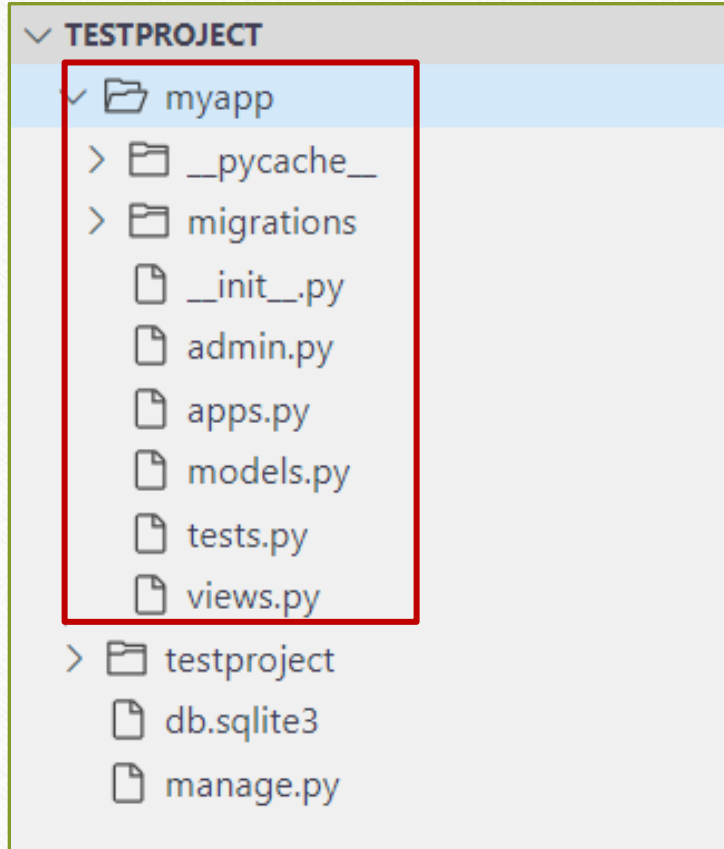 TESTPROJECT
myapp
__pycache__
migrations
__init__.py
admin.py
apps.py
models.py
tests.py
views.py
testproject
db.sqlite3
manage.py